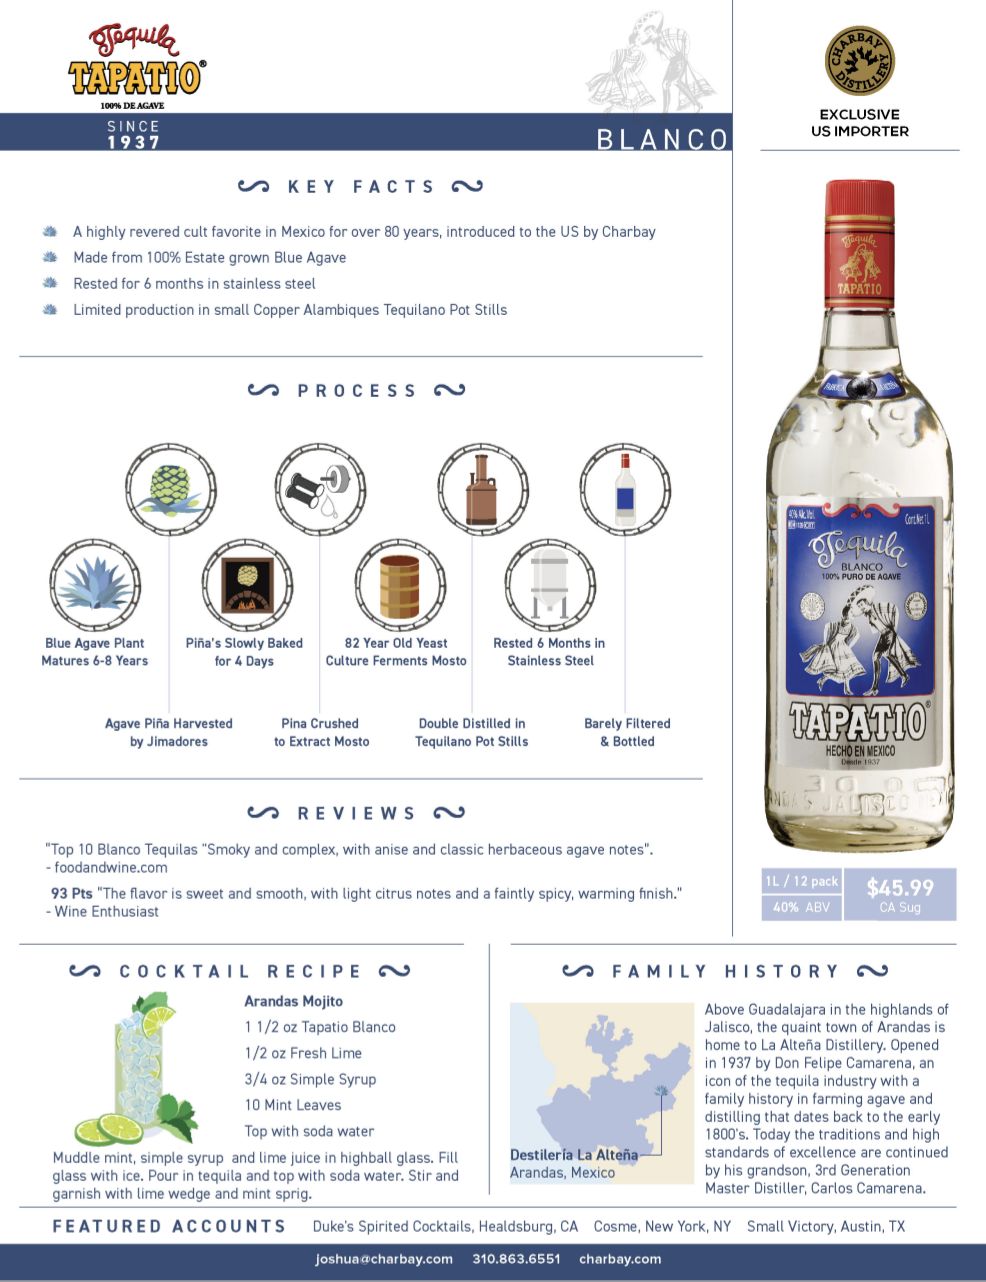 Tequila
TAPATIO®
100% DE AGAVE
SINCE
1937
BLANCO
CHARBAY
DISTILLERY
EXCLUSIVE
US IMPORTER
KEY FACTS
A highly revered cult favorite in Mexico for over 80 years, introduced to the US by Charbay
Made from 100% Estate grown Blue Agave
Rested for 6 months in stainless steel
Limited production in small Copper Alambiques Tequilano Pot Stills
PROCESS
Blue Agave Plant
Matures 6-8 Years
Piña's Slowly Baked
for 4 Days
82 Year Old Yeast
Culture Ferments Mosto
Rested 6 Months in
Stainless Steel
Agave Piña Harvested
by Jimadores
Pina Crushed
to Extract Mosto
Double Distilled in
Tequilano Pot Stills
Barely Filtered
& Bottled
Tequila
TAPATIO
40% Alc. Vol.
Cont. Net. 1 L
Tequila
BLANCO
100% PURO DE AGAVE
TAPATIO®
HECHO EN MEXICO
Desde 1937
JALISCO
1L / 12 pack
40% ABV
$45.99
CA Sug
REVIEWS
"Top 10 Blanco Tequilas "Smoky and complex, with anise and classic herbaceous agave notes".
- foodandwine.com
93 Pts "The flavor is sweet and smooth, with light citrus notes and a faintly spicy, warming finish."
- Wine Enthusiast
COCKTAIL RECIPE
Arandas Mojito
1 1/2 oz Tapatio Blanco
1/2 oz Fresh Lime
3/4 oz Simple Syrup
10 Mint Leaves
Top with soda water
Muddle mint, simple syrup and lime juice in highball glass. Fill
glass with ice. Pour in tequila and top with soda water. Stir and
garnish with lime wedge and mint sprig.
FAMILY HISTORY
Destilería La Alteña
Arandas, Mexico
Above Guadalajara in the highlands of
Jalisco, the quaint town of Arandas is
home to La Alteña Distillery. Opened
in 1937 by Don Felipe Camarena, an
icon of the tequila industry with a
family history in farming agave and
distilling that dates back to the early
1800's. Today the traditions and high
standards of excellence are continued
by his grandson, 3rd Generation
Master Distiller, Carlos Camarena.
FEATURED ACCOUNTS Duke's Spirited Cocktails, Healdsburg, CA Cosme, New York, NY Small Victory, Austin, TX
joshua@charbay.com 310.863.6551 charbay.com